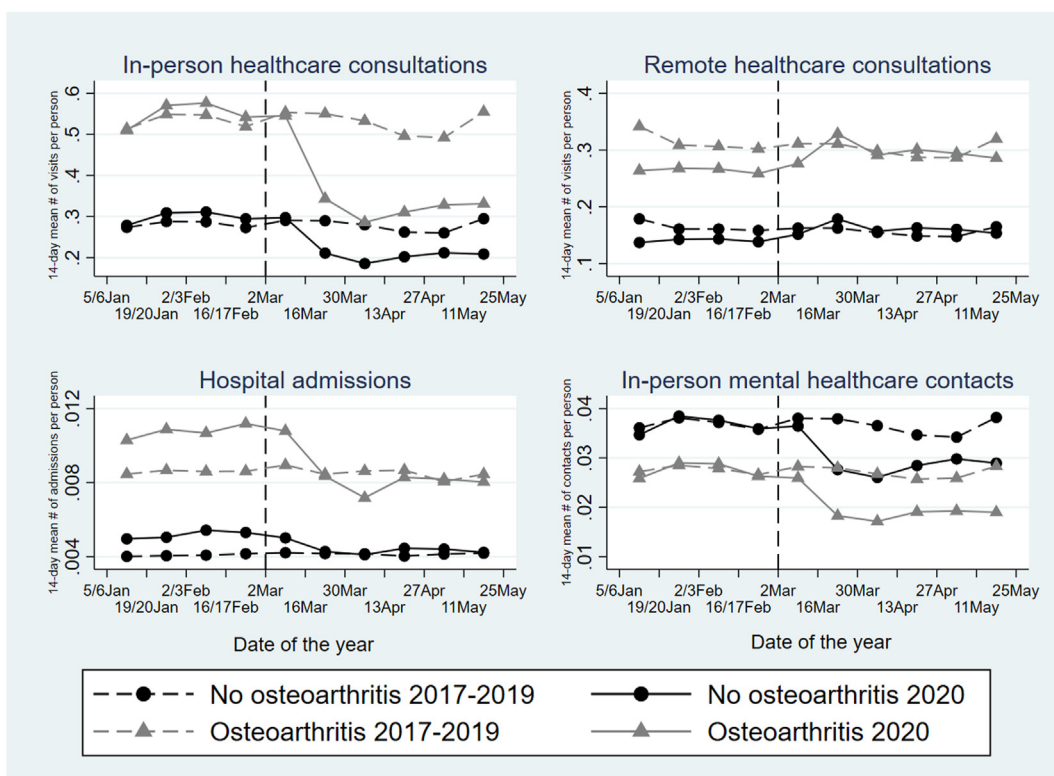 In-person healthcare consultations
14-day mean # of visits per person
.6
.5
.4
.3
.2
5/6Jan 2/3Feb 2Mar 30Mar 27Apr 25May
19/20Jan 16/17Feb 16Mar 13Apr 11May
Remote healthcare consultations
14-day mean # of visits per person
.4
.3
.2
.1
5/6Jan 2/3Feb 2Mar 30Mar 27Apr 25May
19/20Jan 16/17Feb 16Mar 13Apr 11May
Hospital admissions
14-day mean # of admissions per person
.012
.008
.004
5/6Jan 2/3Feb 2Mar 30Mar 27Apr 25May
19/20Jan 16/17Feb 16Mar 13Apr 11May
Date of the year
In-person mental healthcare contacts
14-day mean # of contacts per person
.04
.03
.02
.01
5/6Jan 2/3Feb 2Mar 30Mar 27Apr 25May
19/20Jan 16/17Feb 16Mar 13Apr 11May
Date of the year
No osteoarthritis 2017-2019 No osteoarthritis 2020
Osteoarthritis 2017-2019 Osteoarthritis 2020